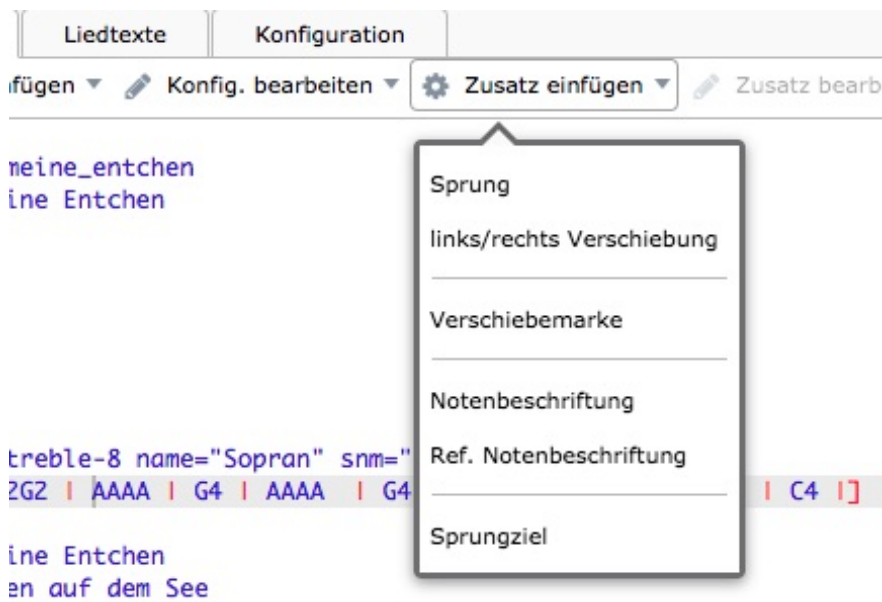 Liedtexte Konfiguration
nfügen Konfig. bearbeiten Zusatz einfügen Zusatz bearb
meine_entchen
ine Entchen
Sprung
links/rechts Verschiebung
Verschiebemarke
Notenbeschriftung
Ref. Notenbeschriftung
Sprungziel
treble-8 name="Sopran" snm="
2G2 | AAAA | G4 | AAAA | G4 | C4 |]
ine Entchen
en auf dem See